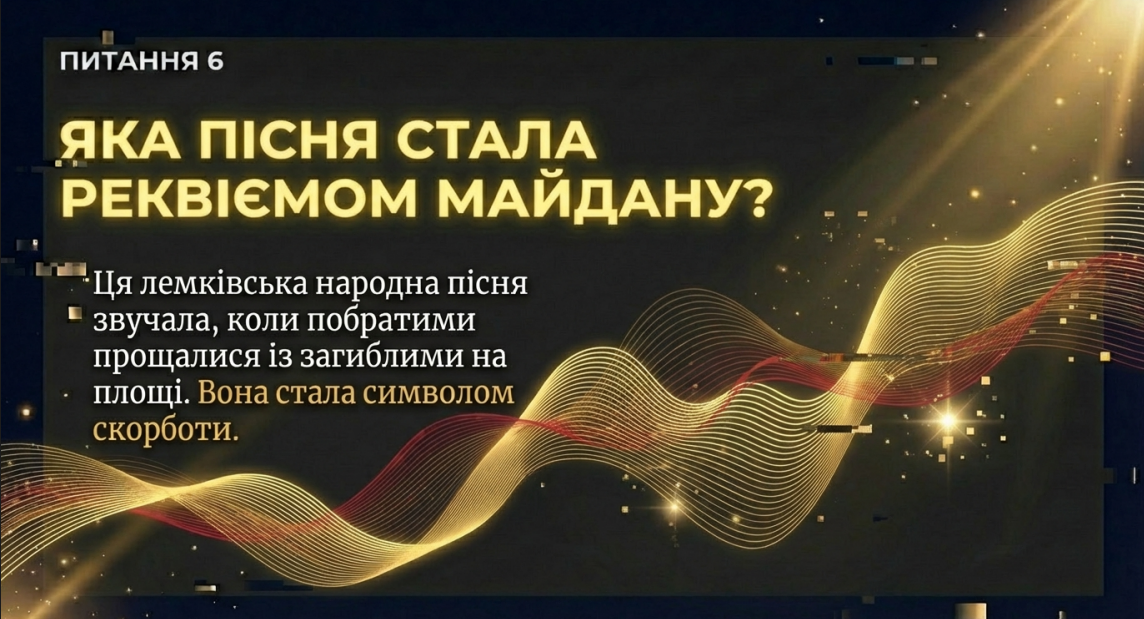 ПИТАННЯ 6
ЯКА ПІСНЯ СТАЛА
РЕКВІЄМОМ МАЙДАНУ?
Ця лемківська народна пісня
звучала, коли побратими
прощалися із загиблими на
площі. Вона стала символом
скорботи.